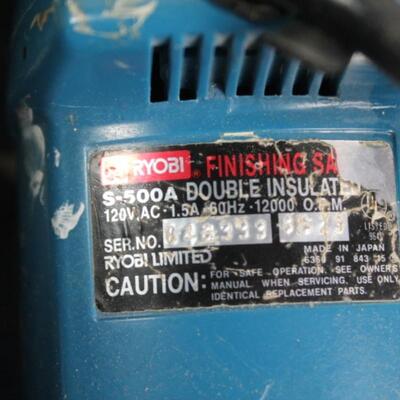 RYOBI FINISHING SA
S-500A DOUBLE INSULATE
120V.AC·1.5A·60Hz·12000 O.P.M.
SER.NO.
LISTED
RYOBI LIMITED
MADE IN JAPAN
CAUTION: FOR SAFE OPERATION, SEE OWNER'S
MANUAL. WHEN SERVICING, USE ONLY
IDENTICAL REPLACEMENT PARTS.